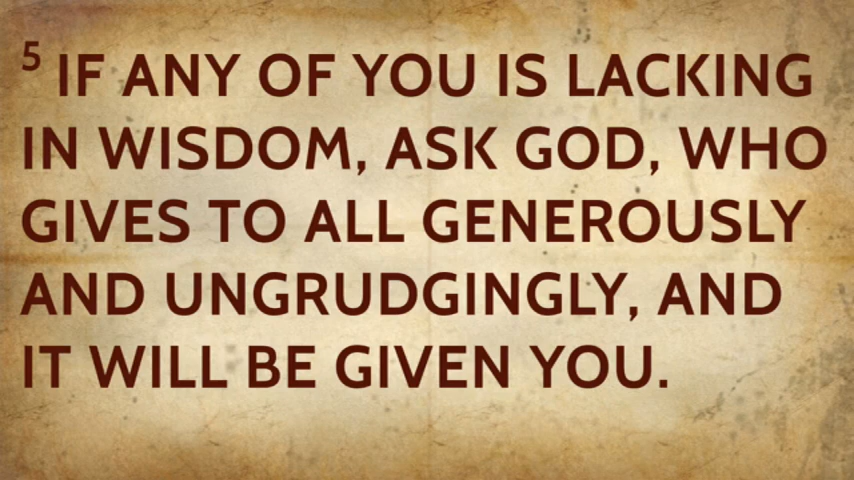 5 IF ANY OF YOU IS LACKING
IN WISDOM, ASK GOD, WHO
GIVES TO ALL GENEROUSLY
AND UNGRUDGINGLY, AND
IT WILL BE GIVEN YOU.